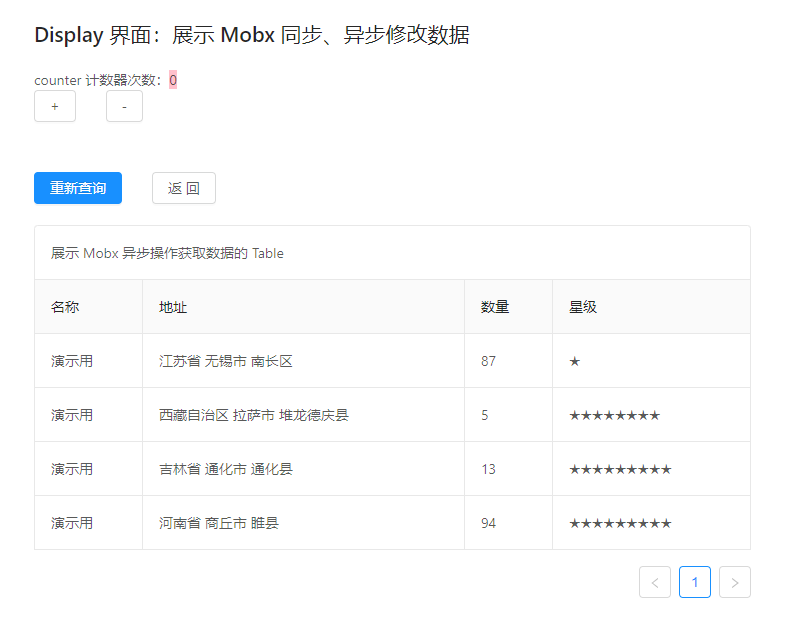 Display 界面：展示 Mobx 同步、异步修改数据
counter 计数器次数：0
+ -
重新查询 返 回
展示 Mobx 异步操作获取数据的 Table
名称 地址 数量 星级
演示用 江苏省 无锡市 南长区 87 ★
演示用 西藏自治区 拉萨市 堆龙德庆县 5 ★★★★★★★★
演示用 吉林省 通化市 通化县 13 ★★★★★★★★★
演示用 河南省 商丘市 睢县 94 ★★★★★★★★★
< 1 >